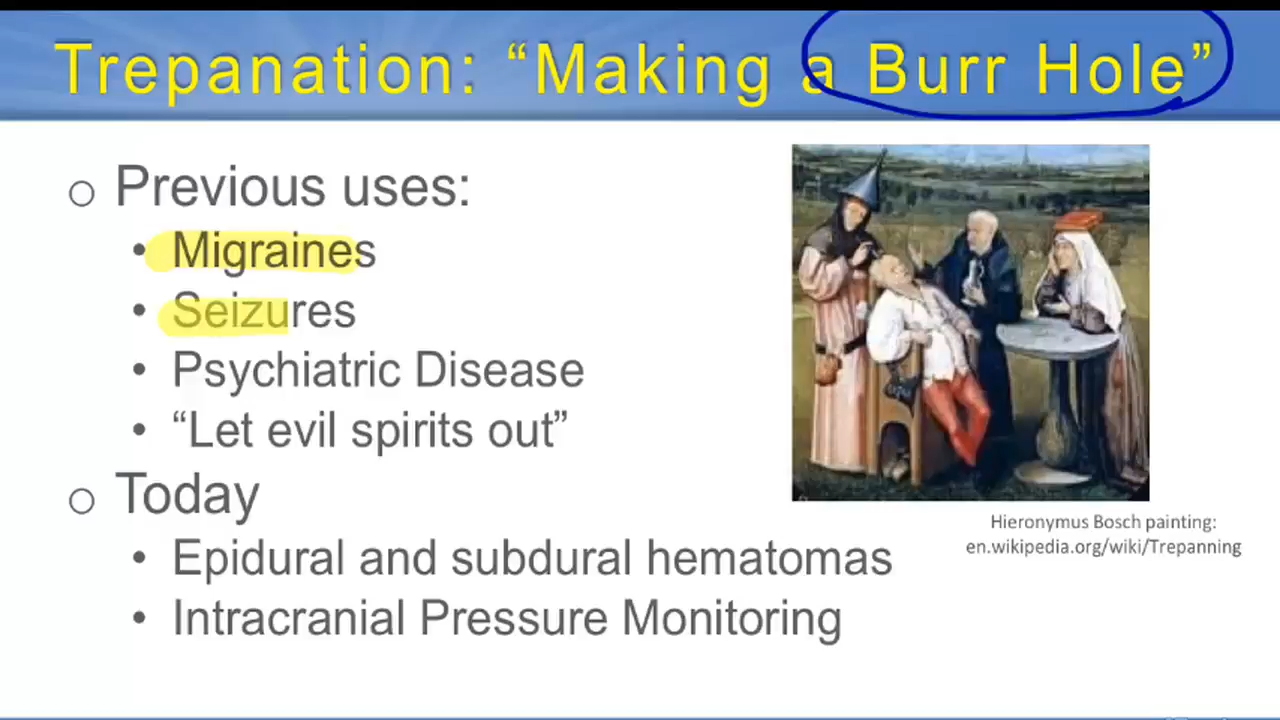 Trepanation: “Making a Burr Hole”
o Previous uses:
• Migraines
• Seizures
• Psychiatric Disease
• “Let evil spirits out”
o Today
• Epidural and subdural hematomas
• Intracranial Pressure Monitoring
Hieronymus Bosch painting:
en.wikipedia.org/wiki/Trepanning